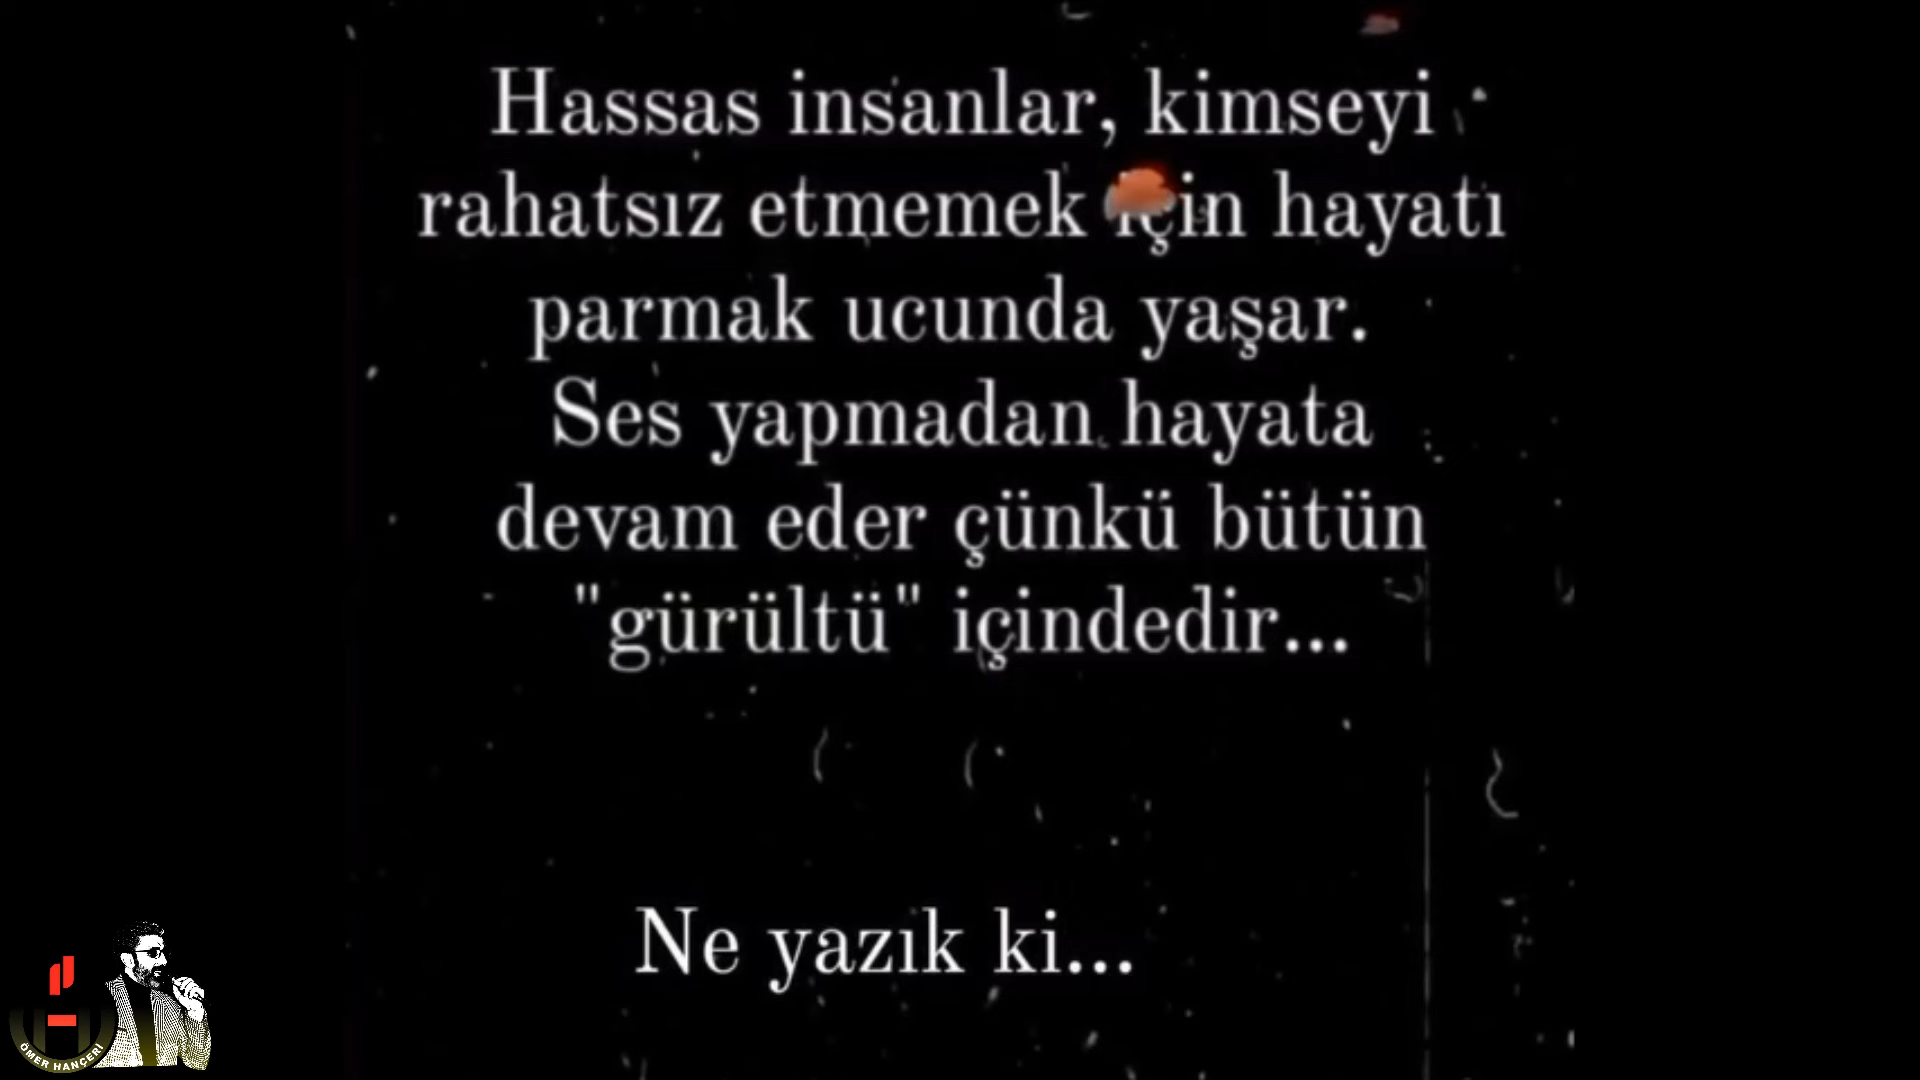 Hassas insanlar, kimseyi
rahatsız etmemek için hayatı
parmak ucunda yaşar.
Ses yapmadan hayata
devam eder çünkü bütün
"gürültü" içindedir...
Ne yazık ki...
ÖMER HANÇERİ